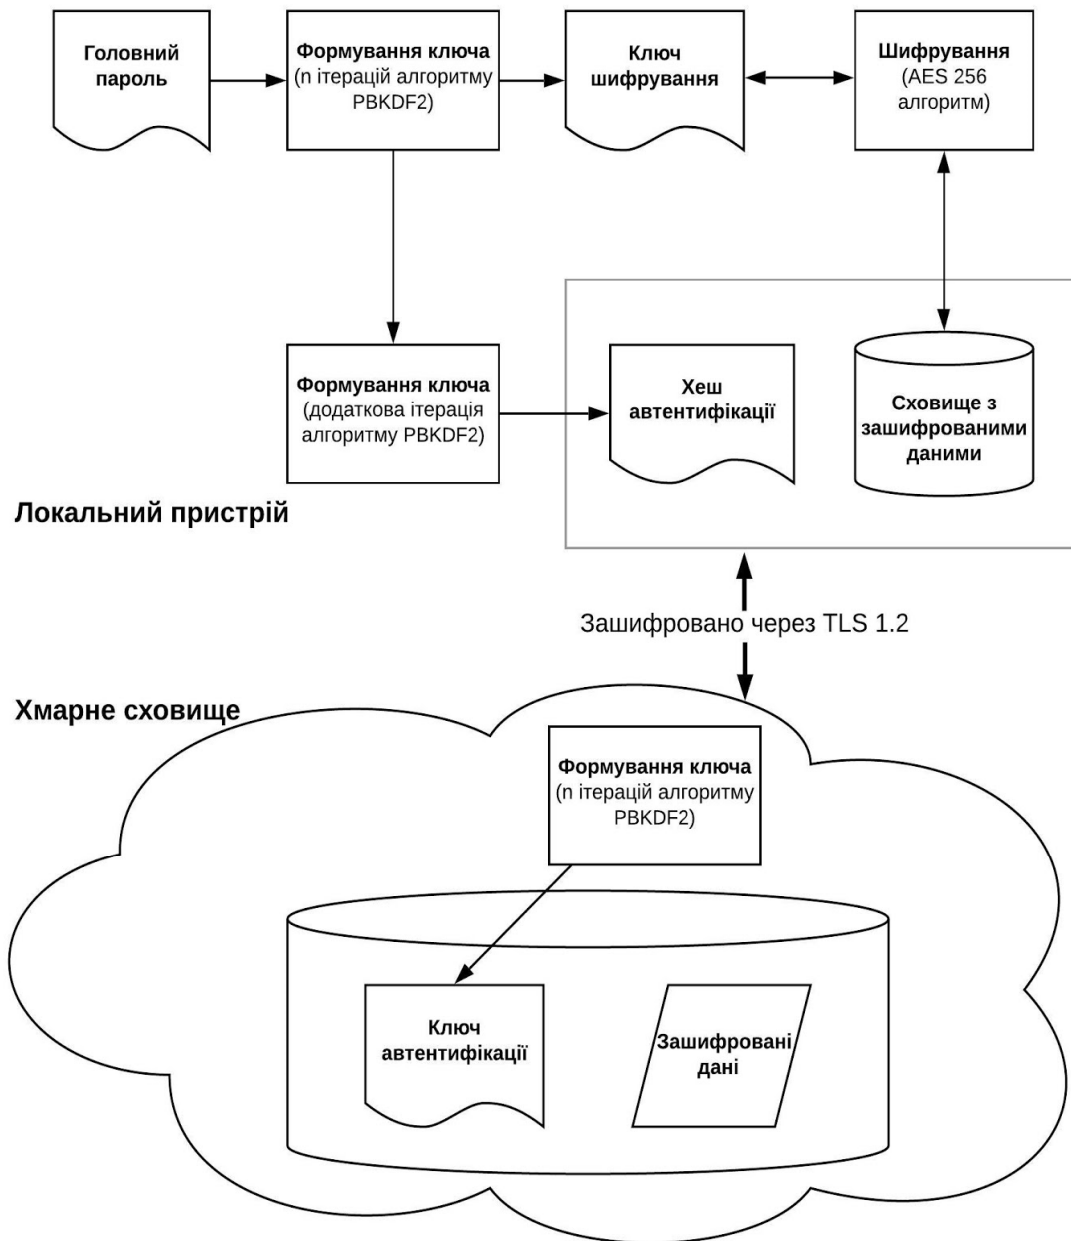 Головний
пароль
Формування ключа
(n ітерацій алгоритму
PBKDF2)
Ключ
шифрування
Шифрування
(AES 256
алгоритм)
Формування ключа
(додаткова ітерація
алгоритму PBKDF2)
Хеш
автентифікації
Сховище з
зашифрованими
даними
Локальний пристрій
Зашифровано через TLS 1.2
Хмарне сховище
Формування ключа
(n ітерацій алгоритму
PBKDF2)
Ключ
автентифікації
Зашифровані
дані